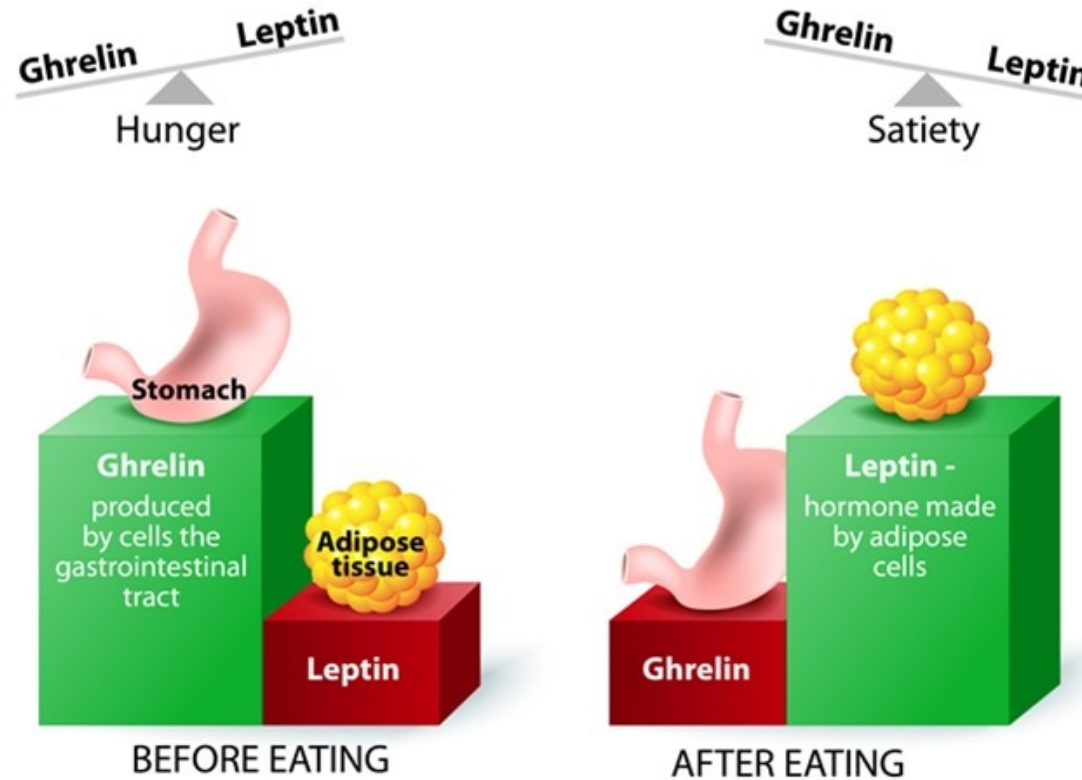 Ghrelin
Leptin
Hunger
Ghrelin
Leptin
Satiety
Stomach
Ghrelin
produced
by cells the
gastrointestinal
tract
Adipose
tissue
Leptin
BEFORE EATING
Leptin -
hormone made
by adipose
cells
Ghrelin
AFTER EATING